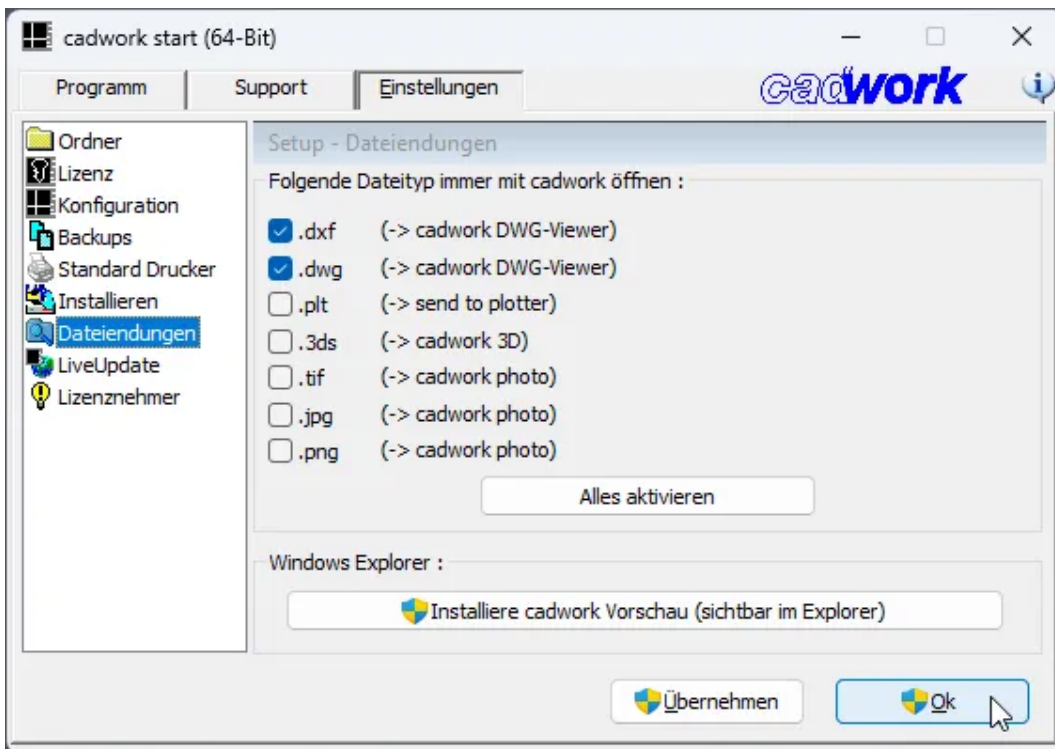 cadwork start (64-Bit)
Programm Support Einstellungen cadwork
Ordner
Lizenz
Konfiguration
Backups
Standard Drucker
Installieren
Dateiendungen
LiveUpdate
Lizenznehmer
Setup - Dateiendungen
Folgende Dateityp immer mit cadwork öffnen :
.dxf (-> cadwork DWG-Viewer)
.dwg (-> cadwork DWG-Viewer)
.plt (-> send to plotter)
.3ds (-> cadwork 3D)
.tif (-> cadwork photo)
.jpg (-> cadwork photo)
.png (-> cadwork photo)
Alles aktivieren
Windows Explorer :
Installiere cadwork Vorschau (sichtbar im Explorer)
Übernehmen Ok